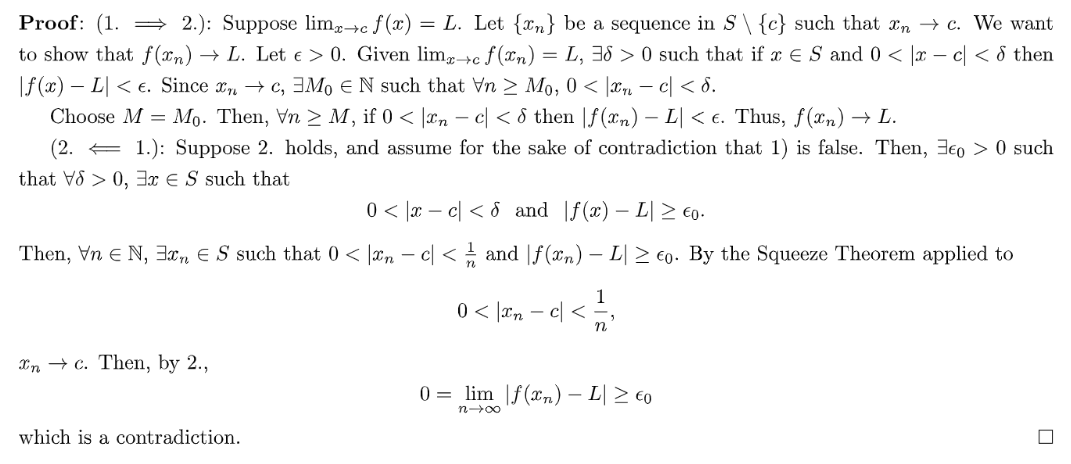 Proof: (1. ⟹ 2.): Suppose lim_{x→c} f(x) = L. Let {x_n} be a sequence in S \ {c} such that x_n → c. We want
to show that f(x_n) → L. Let ϵ > 0. Given lim_{x→c} f(x_n) = L, ∃δ > 0 such that if x ∈ S and 0 < |x − c| < δ then
|f(x) − L| < ϵ. Since x_n → c, ∃M_0 ∈ ℕ such that ∀n ≥ M_0, 0 < |x_n − c| < δ.
Choose M = M_0. Then, ∀n ≥ M, if 0 < |x_n − c| < δ then |f(x_n) − L| < ϵ. Thus, f(x_n) → L.
(2. ⟸ 1.): Suppose 2. holds, and assume for the sake of contradiction that 1) is false. Then, ∃ϵ_0 > 0 such
that ∀δ > 0, ∃x ∈ S such that
0 < |x − c| < δ and |f(x) − L| ≥ ϵ_0.
Then, ∀n ∈ ℕ, ∃x_n ∈ S such that 0 < |x_n − c| < 1/n and |f(x_n) − L| ≥ ϵ_0. By the Squeeze Theorem applied to
0 < |x_n − c| < 1/n,
x_n → c. Then, by 2.,
0 = lim_{n→∞} |f(x_n) − L| ≥ ϵ_0
which is a contradiction. □